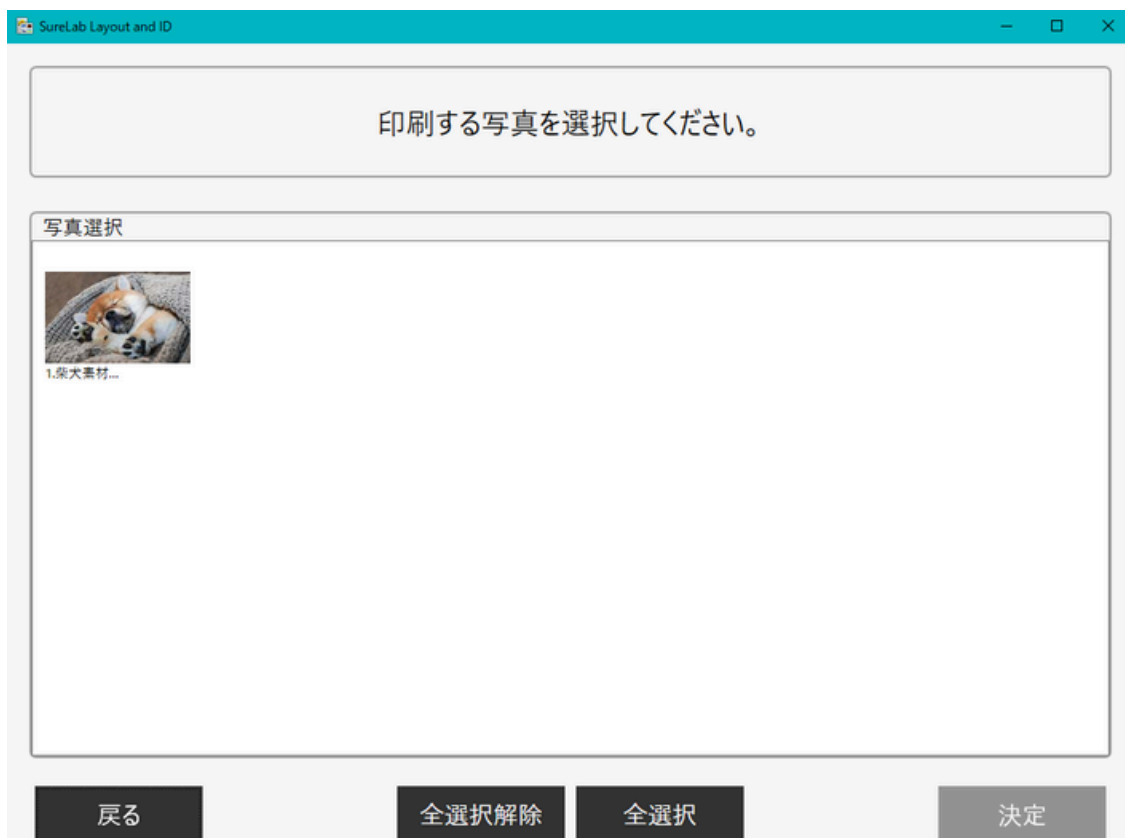 SureLab Layout and ID
印刷する写真を選択してください。
写真選択
1.柴犬素材...
戻る
全選択解除
全選択
決定